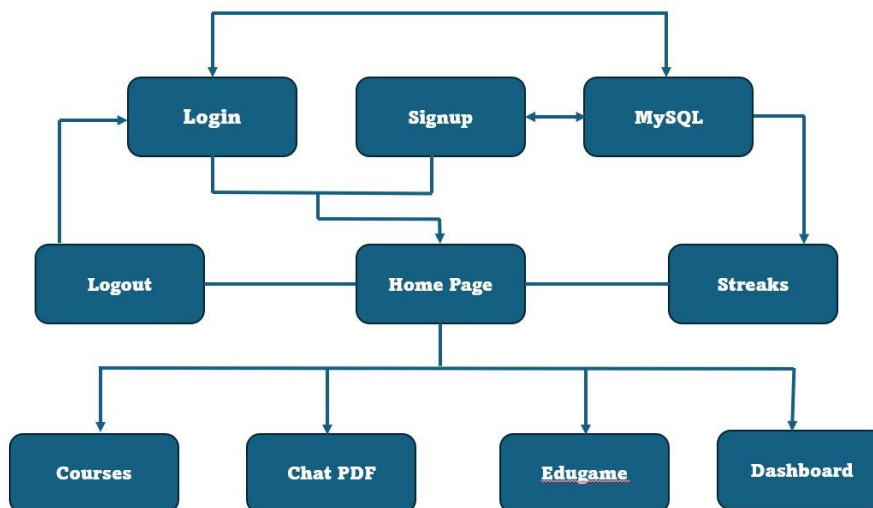 Login
Signup
MySQL
Logout
Home Page
Streaks
Courses
Chat PDF
Edugame
Dashboard